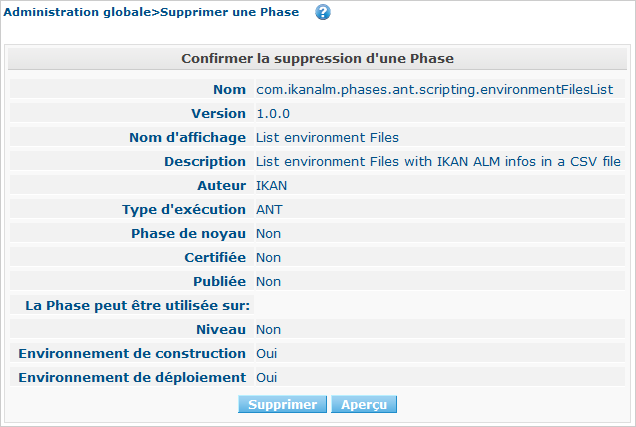 Administration globale>Supprimer une Phase ?
Confirmer la suppression d'une Phase
Nom com.ikanalm.phases.ant.scripting.environmentFilesList
Version 1.0.0
Nom d'affichage List environment Files
Description List environment Files with IKAN ALM infos in a CSV file
Auteur IKAN
Type d'exécution ANT
Phase de noyau Non
Certifiée Non
Publiée Non
La Phase peut être utilisée sur:
Niveau Non
Environnement de construction Oui
Environnement de déploiement Oui
Supprimer Aperçu